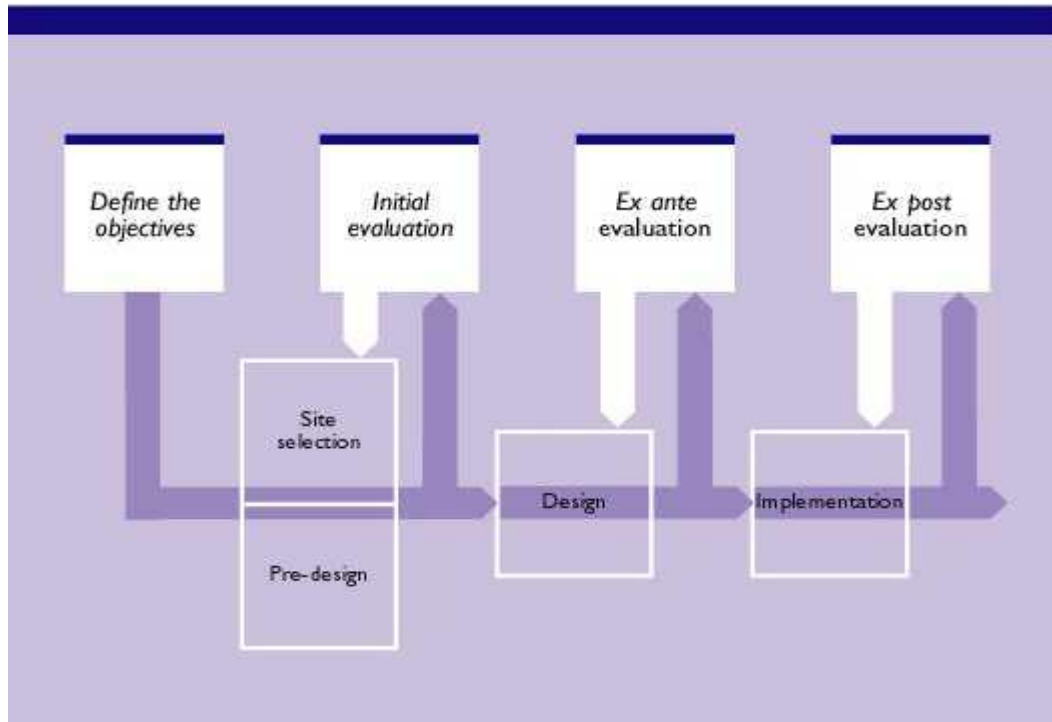 Define the
objectives
Initial
evaluation
Ex ante
evaluation
Ex post
evaluation
Site
selection
Design
Implementation
Pre-design